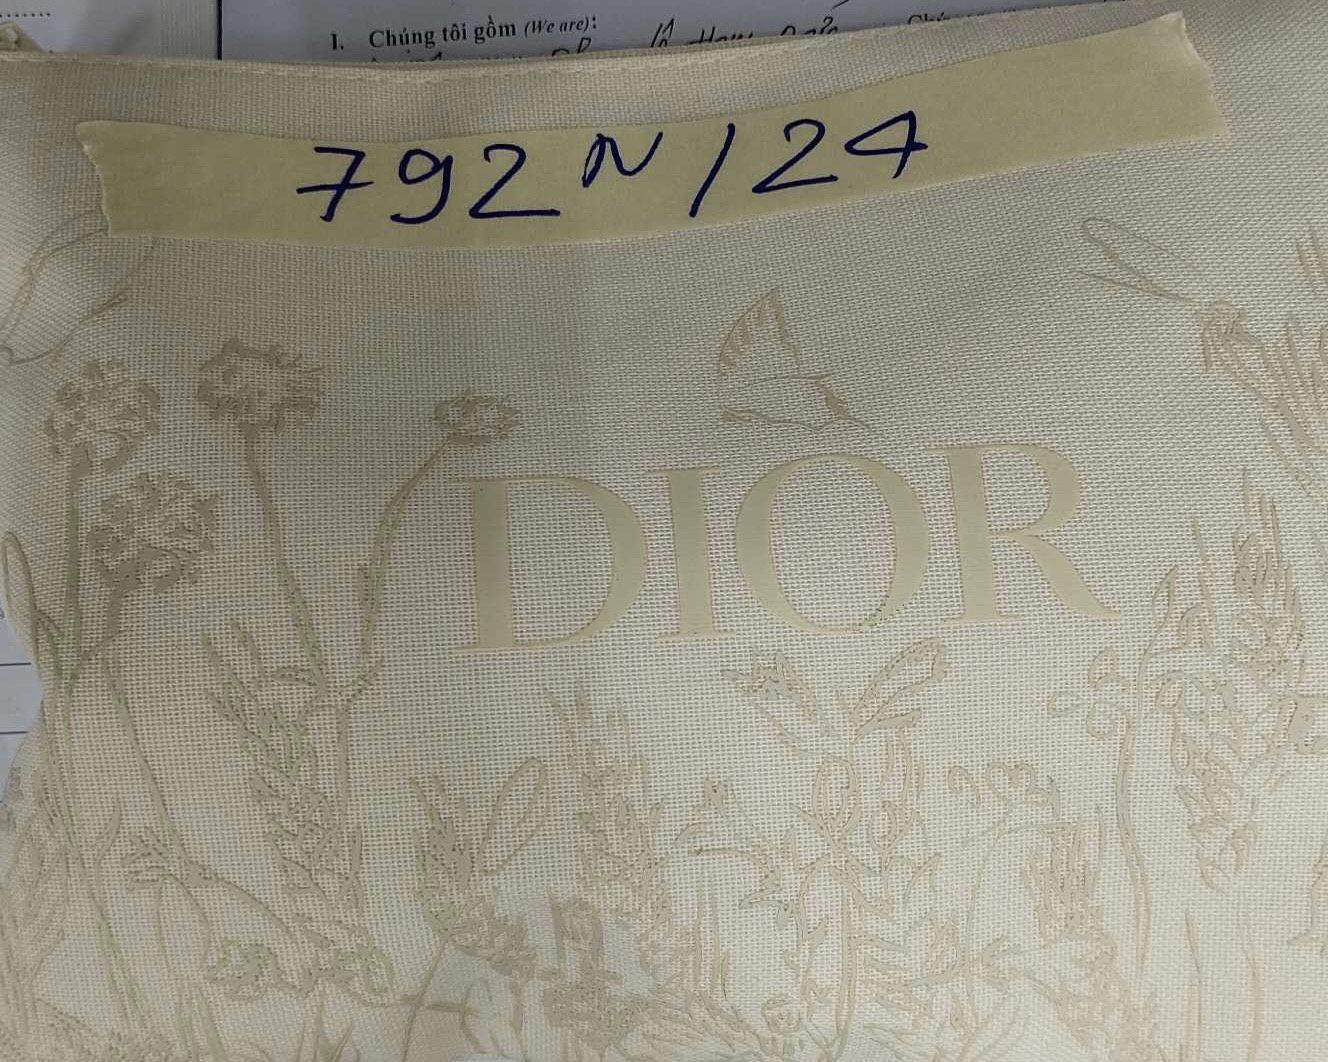 I. Chúng tôi gồm (We are):
792N/24
DIOR